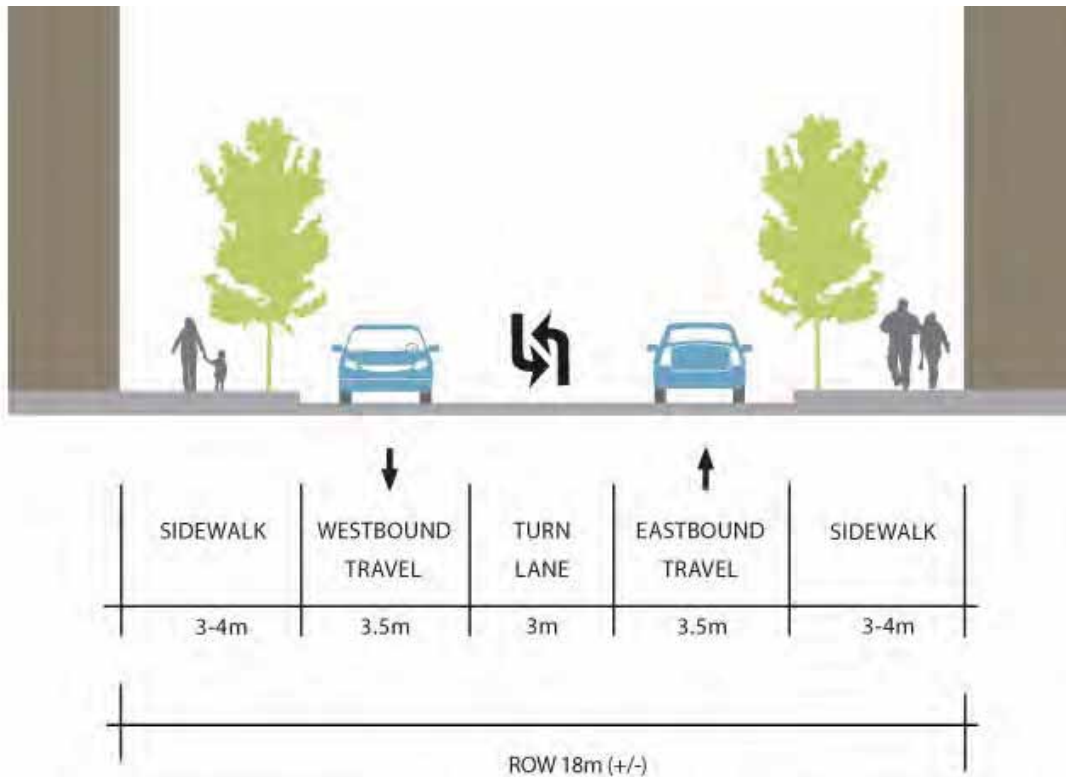 SIDEWALK
WESTBOUND
TRAVEL
TURN
LANE
EASTBOUND
TRAVEL
SIDEWALK
3-4m
3.5m
3m
3.5m
3-4m
ROW 18m (+/-)